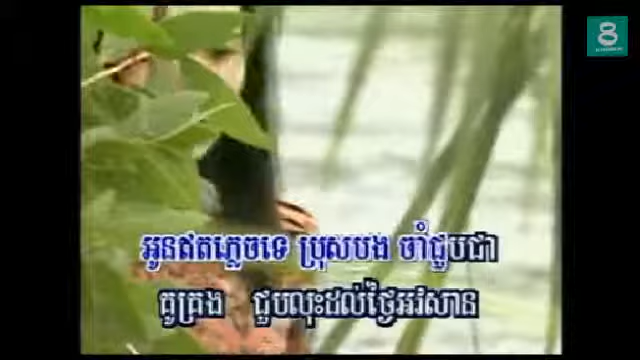 8
អូនឥតភ្លេចទេ ប្រុសបង ចាំជួបជា
គូគ្រង ជួបលុះដល់ថ្ងៃអវសាន